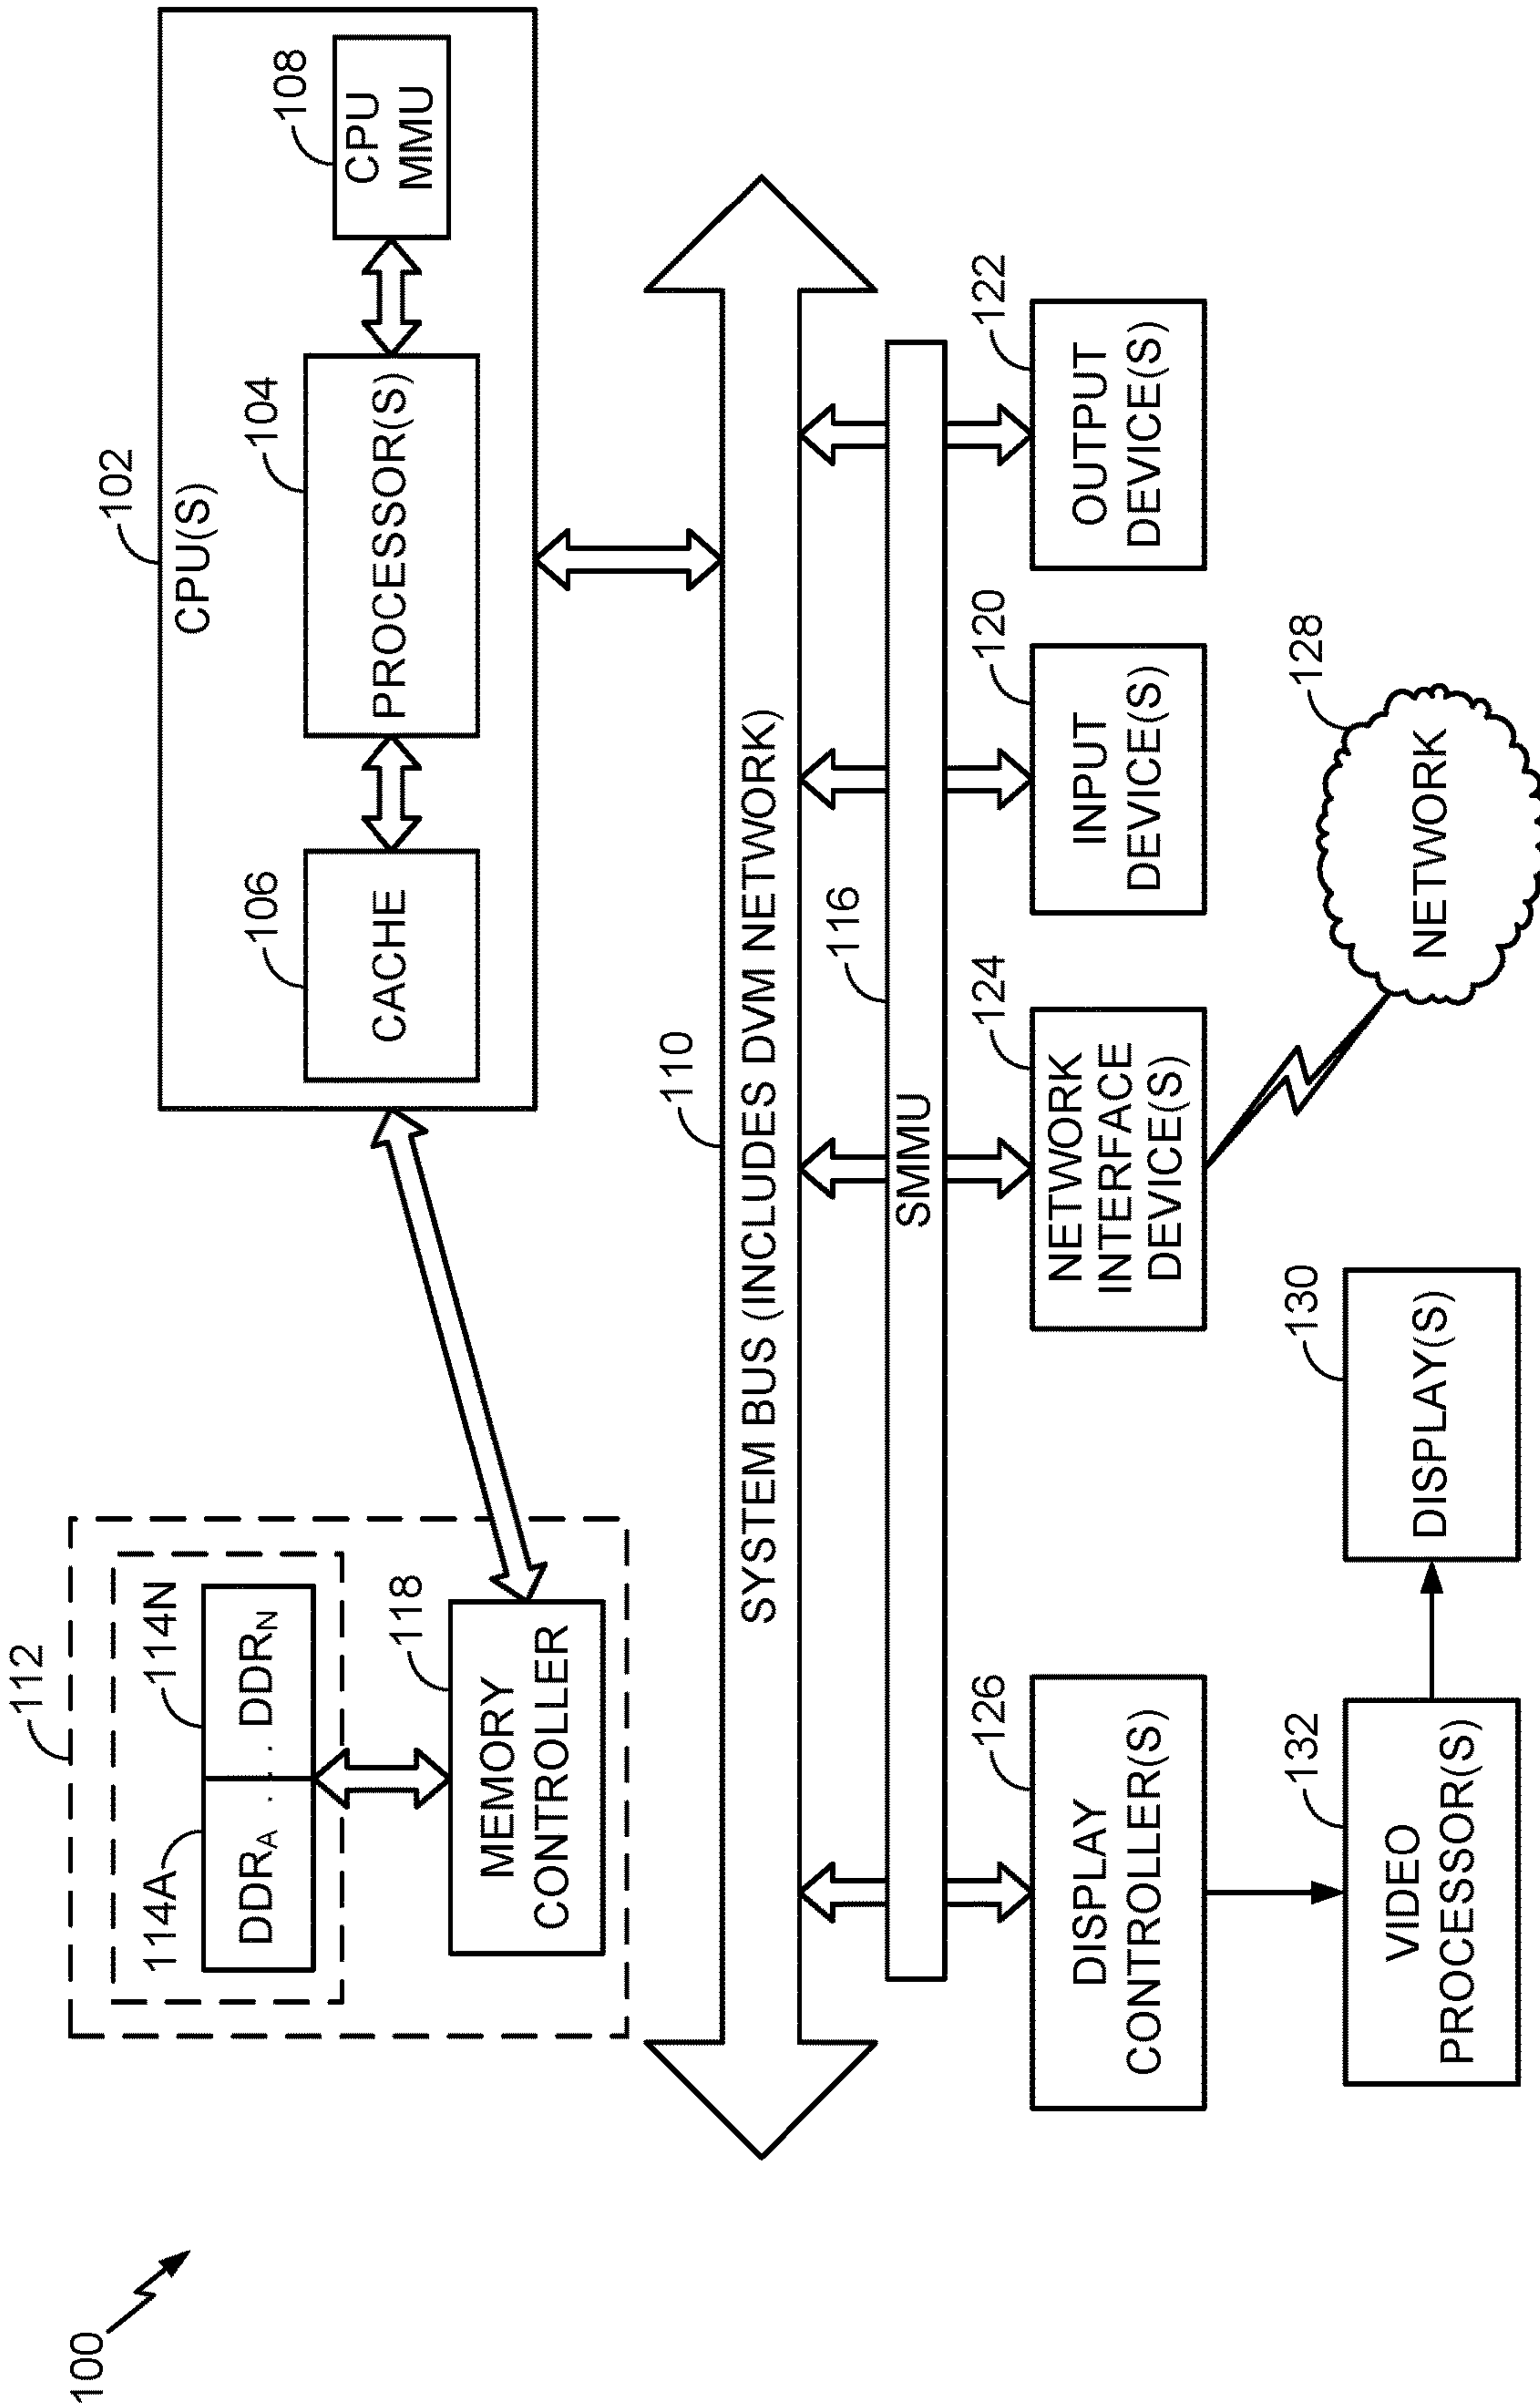 100
112
114A
114N
DDRA . . . DDRN
118
MEMORY
CONTROLLER
102
CPU(S)
106
CACHE
104
PROCESSOR(S)
108
CPU
MMU
110
SYSTEM BUS (INCLUDES DVM NETWORK)
116
SMMU
126
DISPLAY
CONTROLLER(S)
124
NETWORK
INTERFACE
DEVICE(S)
120
INPUT
DEVICE(S)
122
OUTPUT
DEVICE(S)
132
VIDEO
PROCESSOR(S)
130
DISPLAY(S)
128
NETWORK